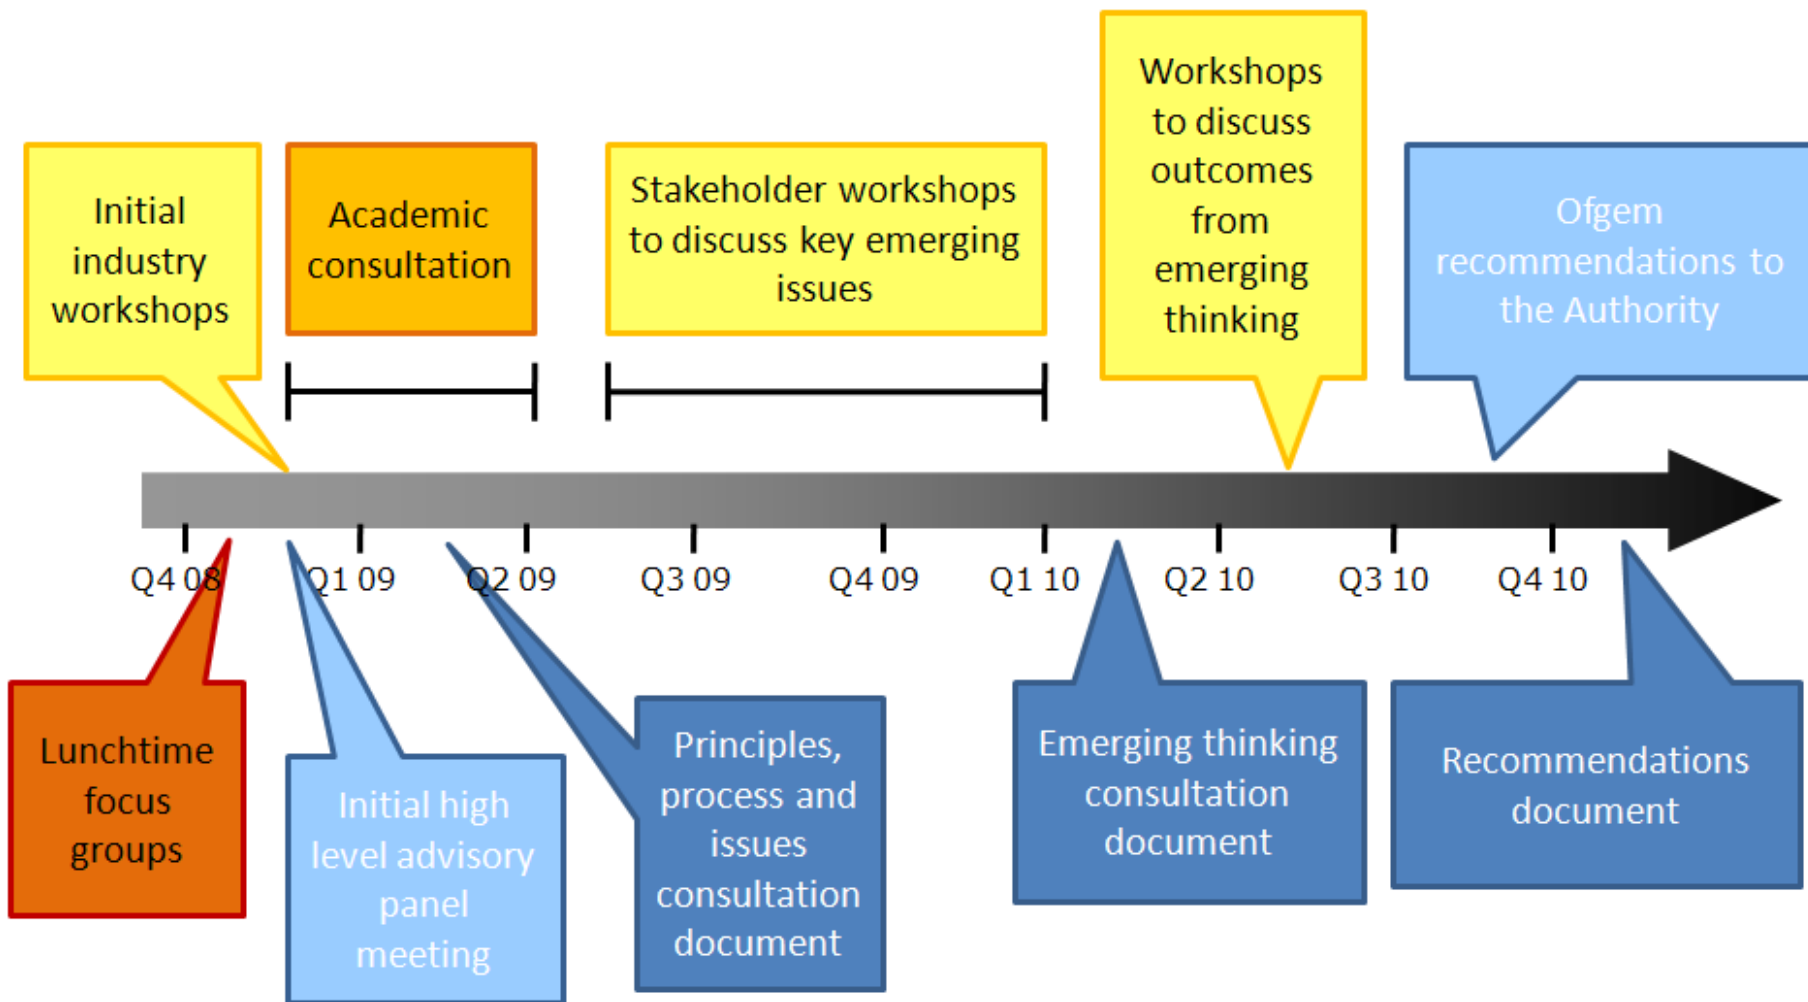 Initial
industry
workshops
Academic
consultation
Stakeholder workshops
to discuss key emerging
issues
Workshops
to discuss
outcomes
from
emerging
thinking
Ofgem
recommendations to
the Authority
Q4 08
Q1 09
Q2 09
Q3 09
Q4 09
Q1 10
Q2 10
Q3 10
Q4 10
Lunchtime
focus
groups
Initial high
level advisory
panel
meeting
Principles,
process and
issues
consultation
document
Emerging thinking
consultation
document
Recommendations
document